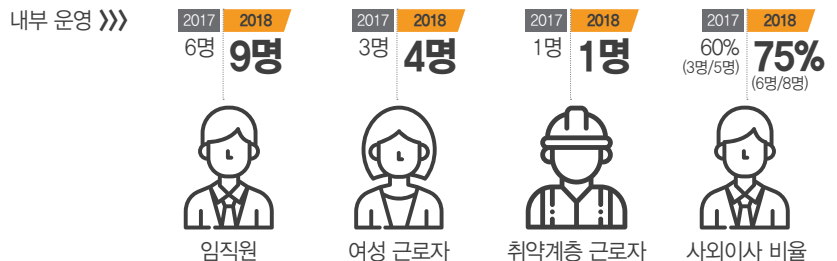 내부 운영 》》》
2017 2018
6명 9명
임직원
2017 2018
3명 4명
여성 근로자
2017 2018
1명 1명
취약계층 근로자
2017 2018
60% 75%
(3명/5명) (6명/8명)
사외이사 비율